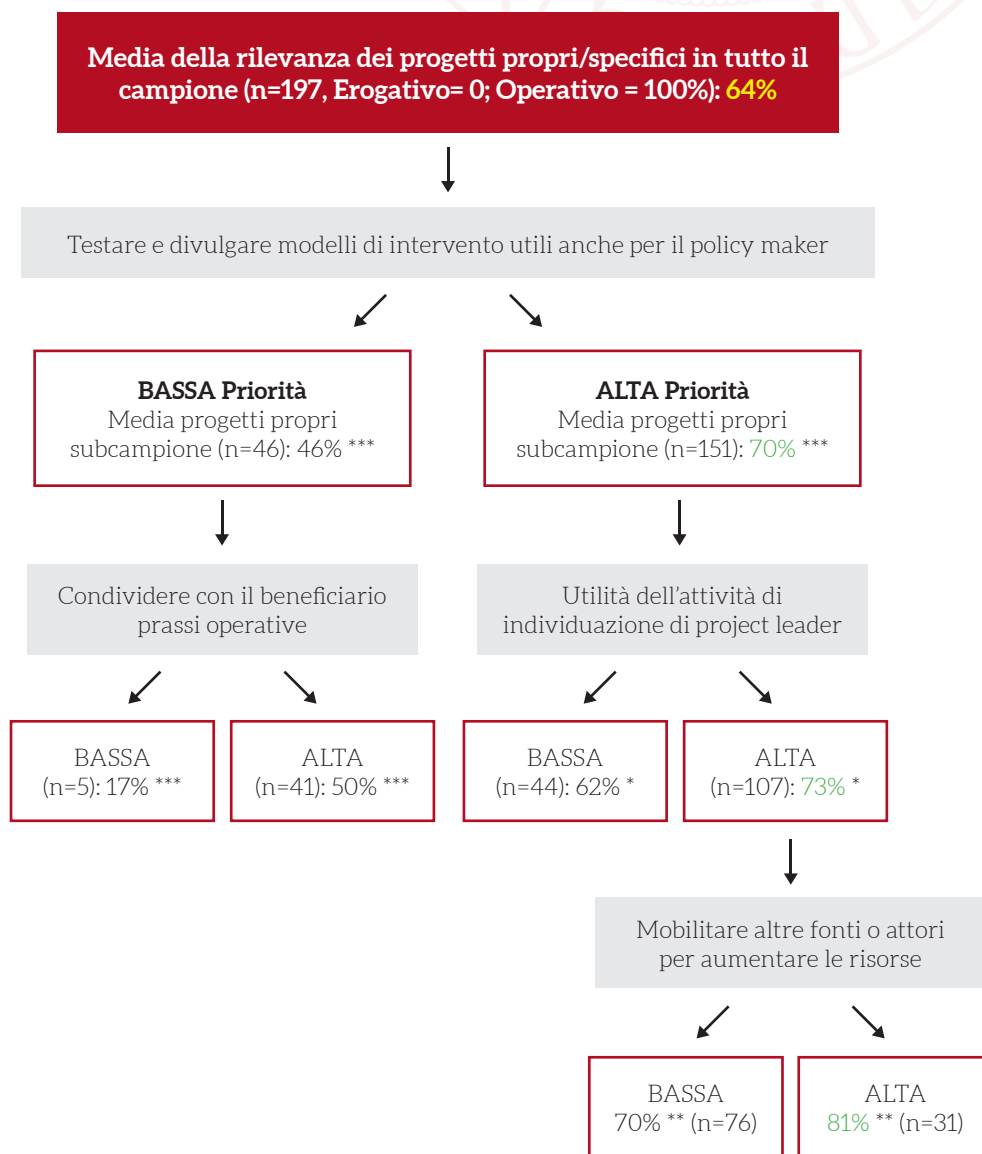 Media della rilevanza dei progetti propri/specifici in tutto il
campione (n=197, Erogativo= 0; Operativo = 100%): 64%
Testare e divulgare modelli di intervento utili anche per il policy maker
BASSA Priorità
Media progetti propri
subcampione (n=46): 46% ***
ALTA Priorità
Media progetti propri
subcampione (n=151): 70% ***
Condividere con il beneficiario
prassi operative
Utilità dell’attività di
individuazione di project leader
BASSA
(n=5): 17% ***
ALTA
(n=41): 50% ***
BASSA
(n=44): 62% *
ALTA
(n=107): 73% *
Mobilitare altre fonti o attori
per aumentare le risorse
BASSA
70% ** (n=76)
ALTA
81% ** (n=31)